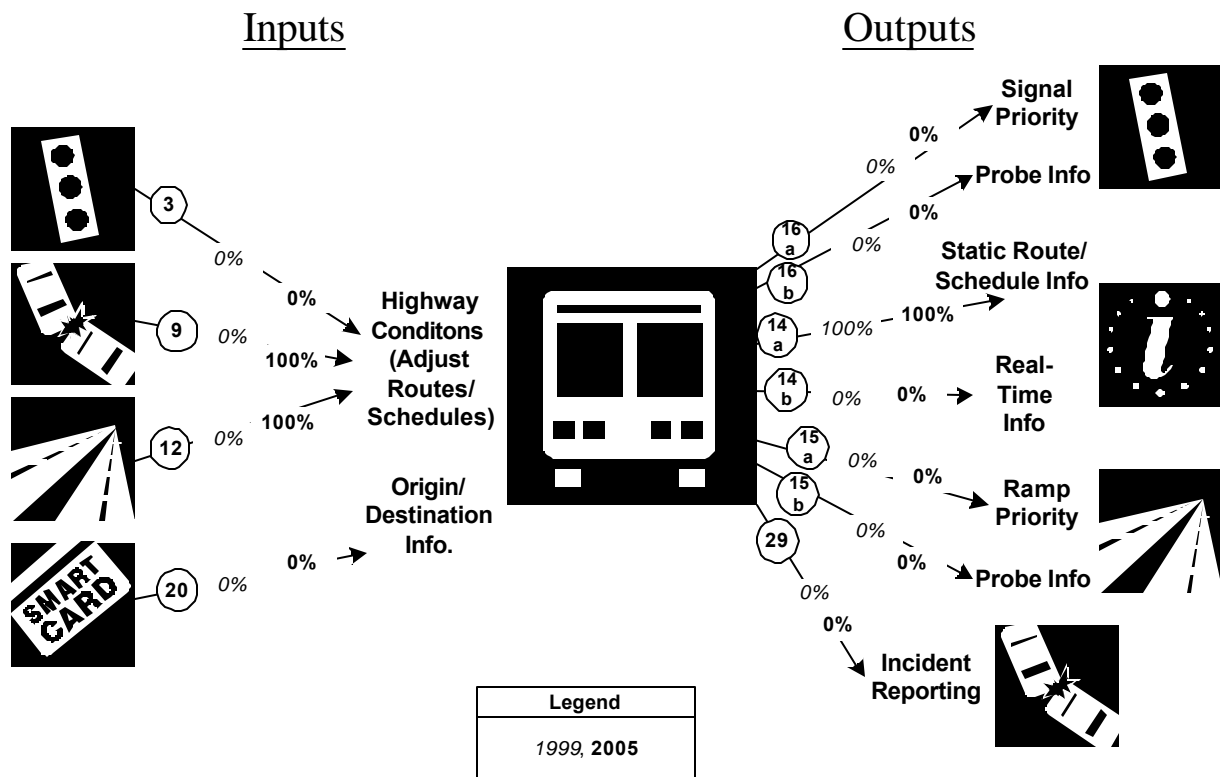 Inputs
Outputs
3
0%
0%
9
0%
100%
12
0%
100%
Highway
Conditons
(Adjust
Routes/
Schedules)
SMART
CARD
20
0%
0%
Origin/
Destination
Info.
16
a
0%
0%
Signal
Priority
16
b
0%
0%
Probe Info
14
a
100%
100%
Static Route/
Schedule Info
i
14
b
0%
0%
Real-
Time
Info
15
a
0%
0%
Ramp
Priority
15
b
0%
0%
Probe Info
29
0%
0%
Incident
Reporting
Legend
1999, 2005